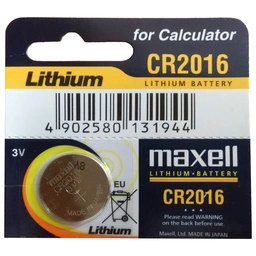 for Calculator
Lithium
CR2016
LITHIUM BATTERY
4 902580 131944
3V
maxell
LITHIUM · BATTERY
EU
CR2016
Please read WARNING
on the back before use.
Lithium
Maxell, Ltd. MADE IN JAPAN